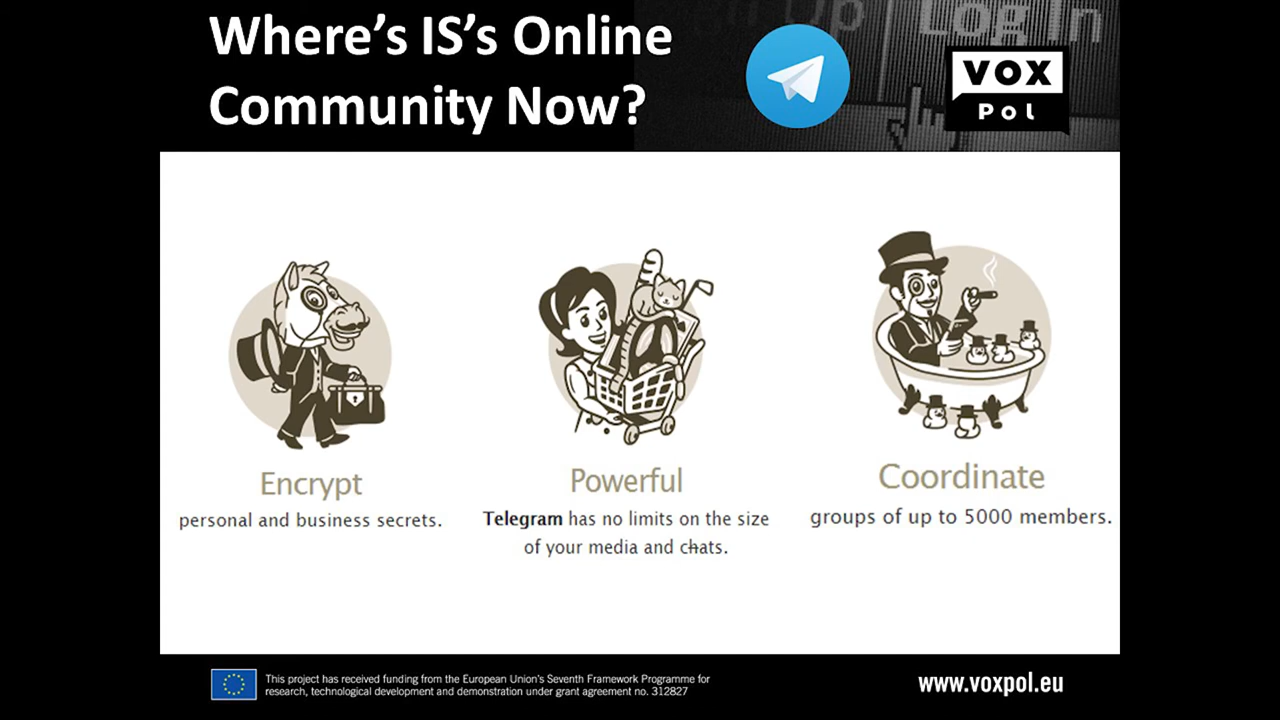 Where's IS's Online
Community Now?
Up
Log In
VOX
Pol
Encrypt
personal and business secrets.
Powerful
Telegram has no limits on the size
of your media and chats.
Coordinate
groups of up to 5000 members.
This project has received funding from the European Union's Seventh Framework Programme for
research, technological development and demonstration under grant agreement no. 312827
www.voxpol.eu